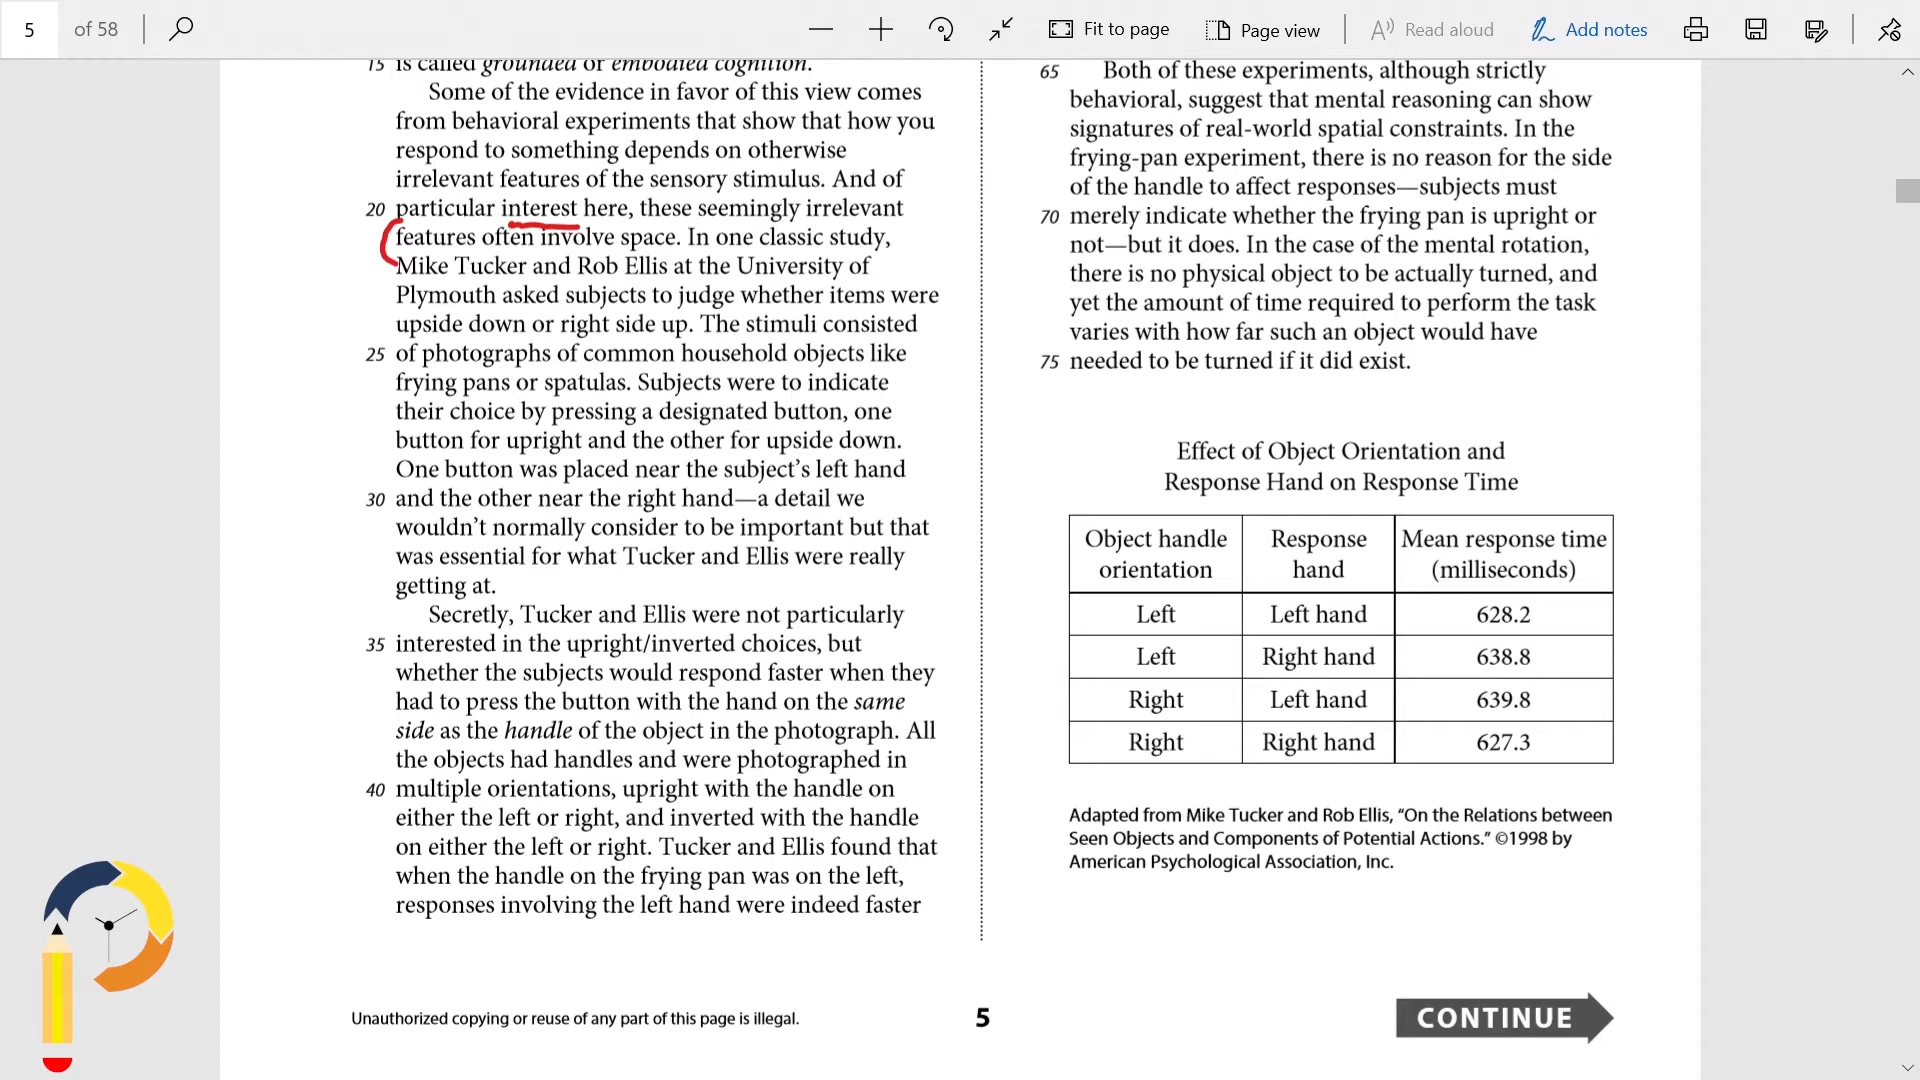 5 of 58 Fit to page Page view Read aloud Add notes
15 is called grounded or embodied cognition.
Some of the evidence in favor of this view comes
from behavioral experiments that show that how you
respond to something depends on otherwise
irrelevant features of the sensory stimulus. And of
20 particular interest here, these seemingly irrelevant
features often involve space. In one classic study,
Mike Tucker and Rob Ellis at the University of
Plymouth asked subjects to judge whether items were
upside down or right side up. The stimuli consisted
25 of photographs of common household objects like
frying pans or spatulas. Subjects were to indicate
their choice by pressing a designated button, one
button for upright and the other for upside down.
One button was placed near the subject’s left hand
30 and the other near the right hand—a detail we
wouldn’t normally consider to be important but that
was essential for what Tucker and Ellis were really
getting at.
Secretly, Tucker and Ellis were not particularly
35 interested in the upright/inverted choices, but
whether the subjects would respond faster when they
had to press the button with the hand on the same
side as the handle of the object in the photograph. All
the objects had handles and were photographed in
40 multiple orientations, upright with the handle on
either the left or right, and inverted with the handle
on either the left or right. Tucker and Ellis found that
when the handle on the frying pan was on the left,
responses involving the left hand were indeed faster
65 Both of these experiments, although strictly
behavioral, suggest that mental reasoning can show
signatures of real-world spatial constraints. In the
frying-pan experiment, there is no reason for the side
of the handle to affect responses—subjects must
70 merely indicate whether the frying pan is upright or
not—but it does. In the case of the mental rotation,
there is no physical object to be actually turned, and
yet the amount of time required to perform the task
varies with how far such an object would have
75 needed to be turned if it did exist.
Effect of Object Orientation and
Response Hand on Response Time
Object handle orientation Response hand Mean response time (milliseconds)
Left Left hand 628.2
Left Right hand 638.8
Right Left hand 639.8
Right Right hand 627.3
Adapted from Mike Tucker and Rob Ellis, “On the Relations between
Seen Objects and Components of Potential Actions.” ©1998 by
American Psychological Association, Inc.
Unauthorized copying or reuse of any part of this page is illegal. 5 CONTINUE